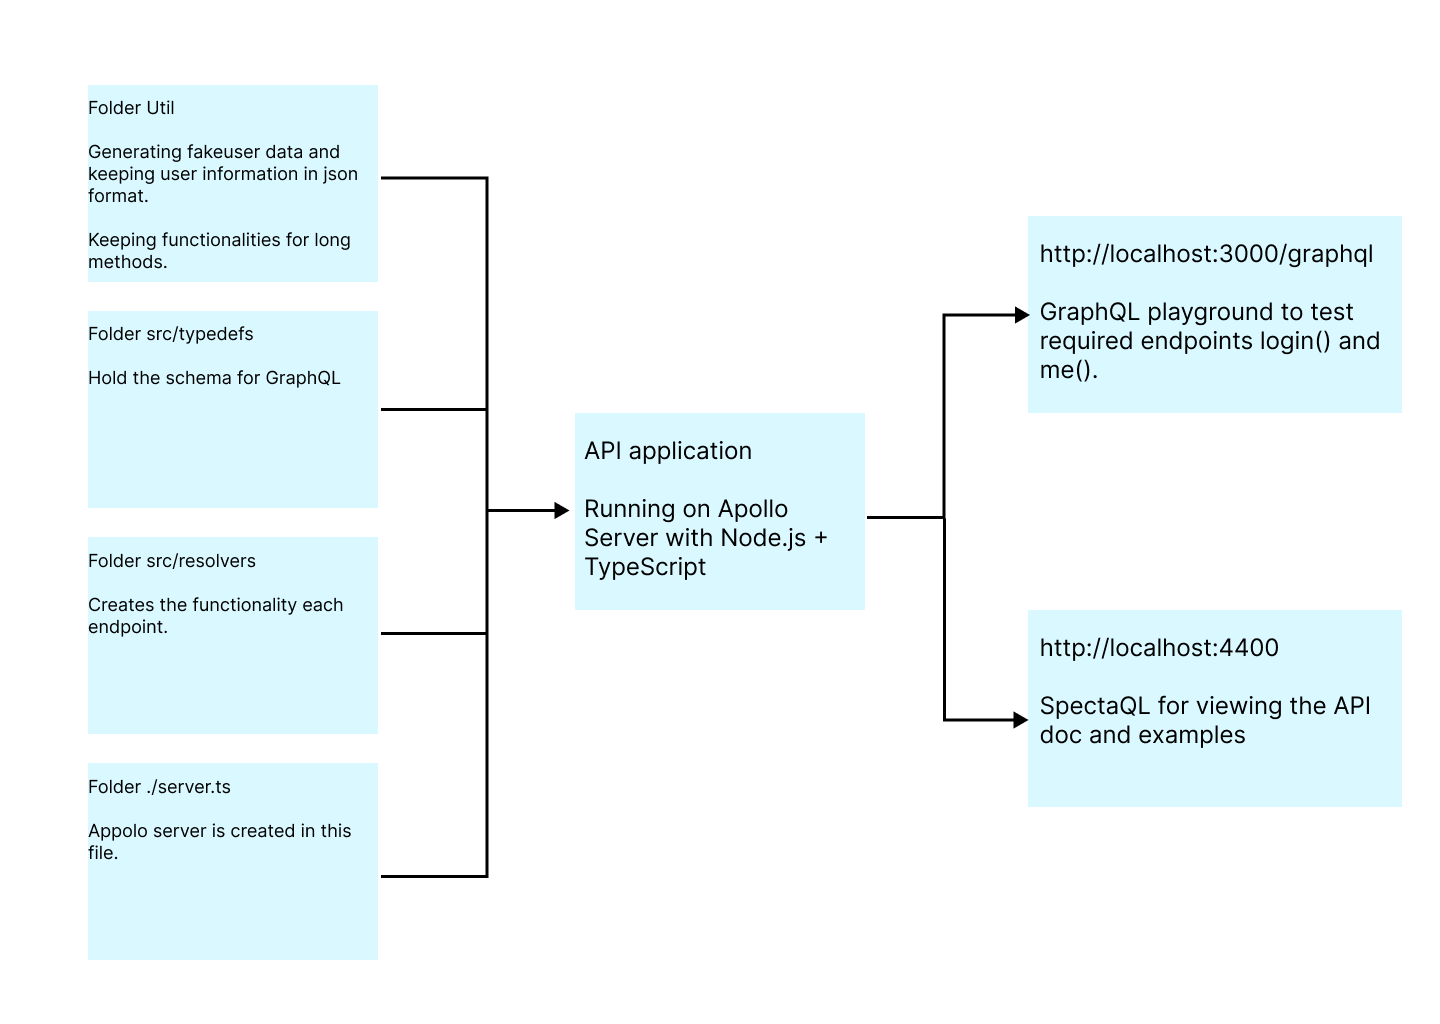 Folder Util
Generating fakeuser data and
keeping user information in json
format.
Keeping functionalities for long
methods.
Folder src/typedefs
Hold the schema for GraphQL
Folder src/resolvers
Creates the functionality each
endpoint.
Folder ./server.ts
Appolo server is created in this
file.
API application
Running on Apollo
Server with Node.js +
TypeScript
http://localhost:3000/graphql
GraphQL playground to test
required endpoints login() and
me().
http://localhost:4400
SpectaQL for viewing the API
doc and examples